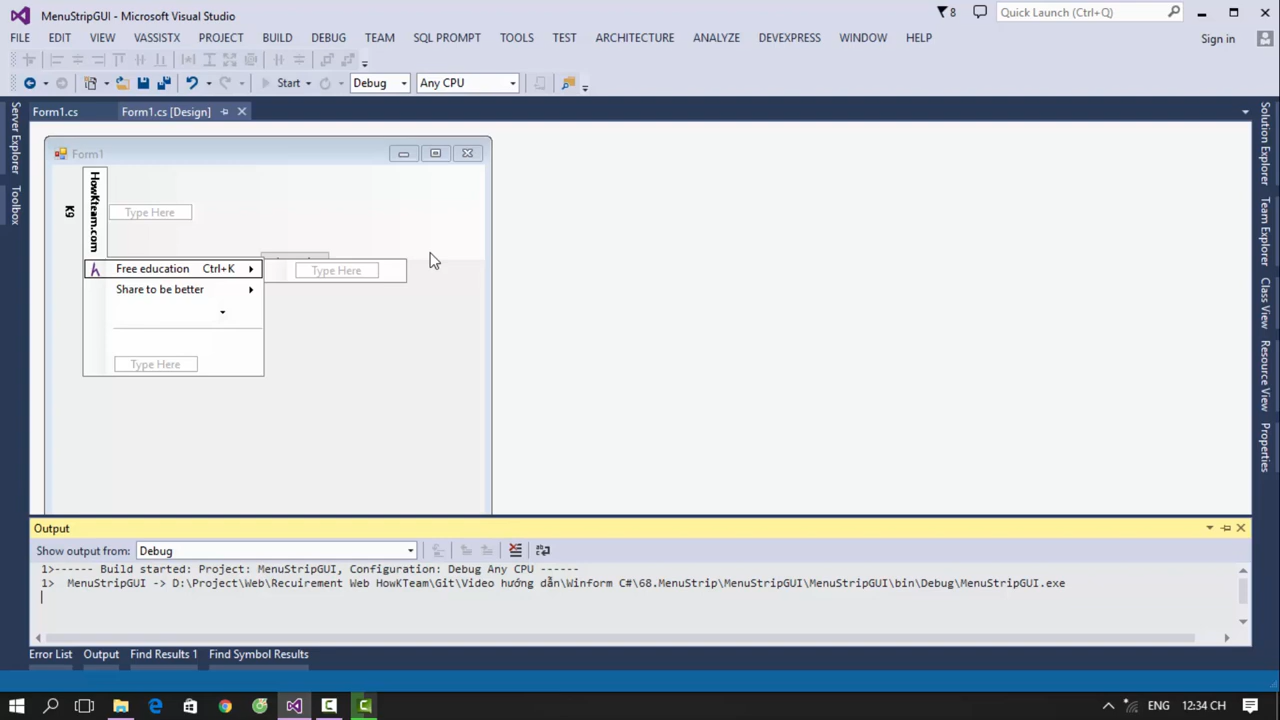 MenuStripGUI - Microsoft Visual Studio
8
Quick Launch (Ctrl+Q)
FILE EDIT VIEW VASSISTX PROJECT BUILD DEBUG TEAM SQL PROMPT TOOLS TEST ARCHITECTURE ANALYZE DEVEXPRESS WINDOW HELP
Sign in
Start Debug Any CPU
Form1.cs Form1.cs [Design]
Server Explorer
Toolbox
Solution Explorer
Team Explorer
Class View
Resource View
Properties
Form1
K9
HowKteam.com
Type Here
Free education Ctrl+K
Type Here
Share to be better
Type Here
Output
Show output from: Debug
1>------ Build started: Project: MenuStripGUI, Configuration: Debug Any CPU ------
1> MenuStripGUI -> D:\Project\Web\Recuirement Web HowKTeam\Git\Video hướng dẫn\Winform C#\68.MenuStrip\MenuStripGUI\MenuStripGUI\bin\Debug\MenuStripGUI.exe
Error List Output Find Results 1 Find Symbol Results
ENG 12:34 CH